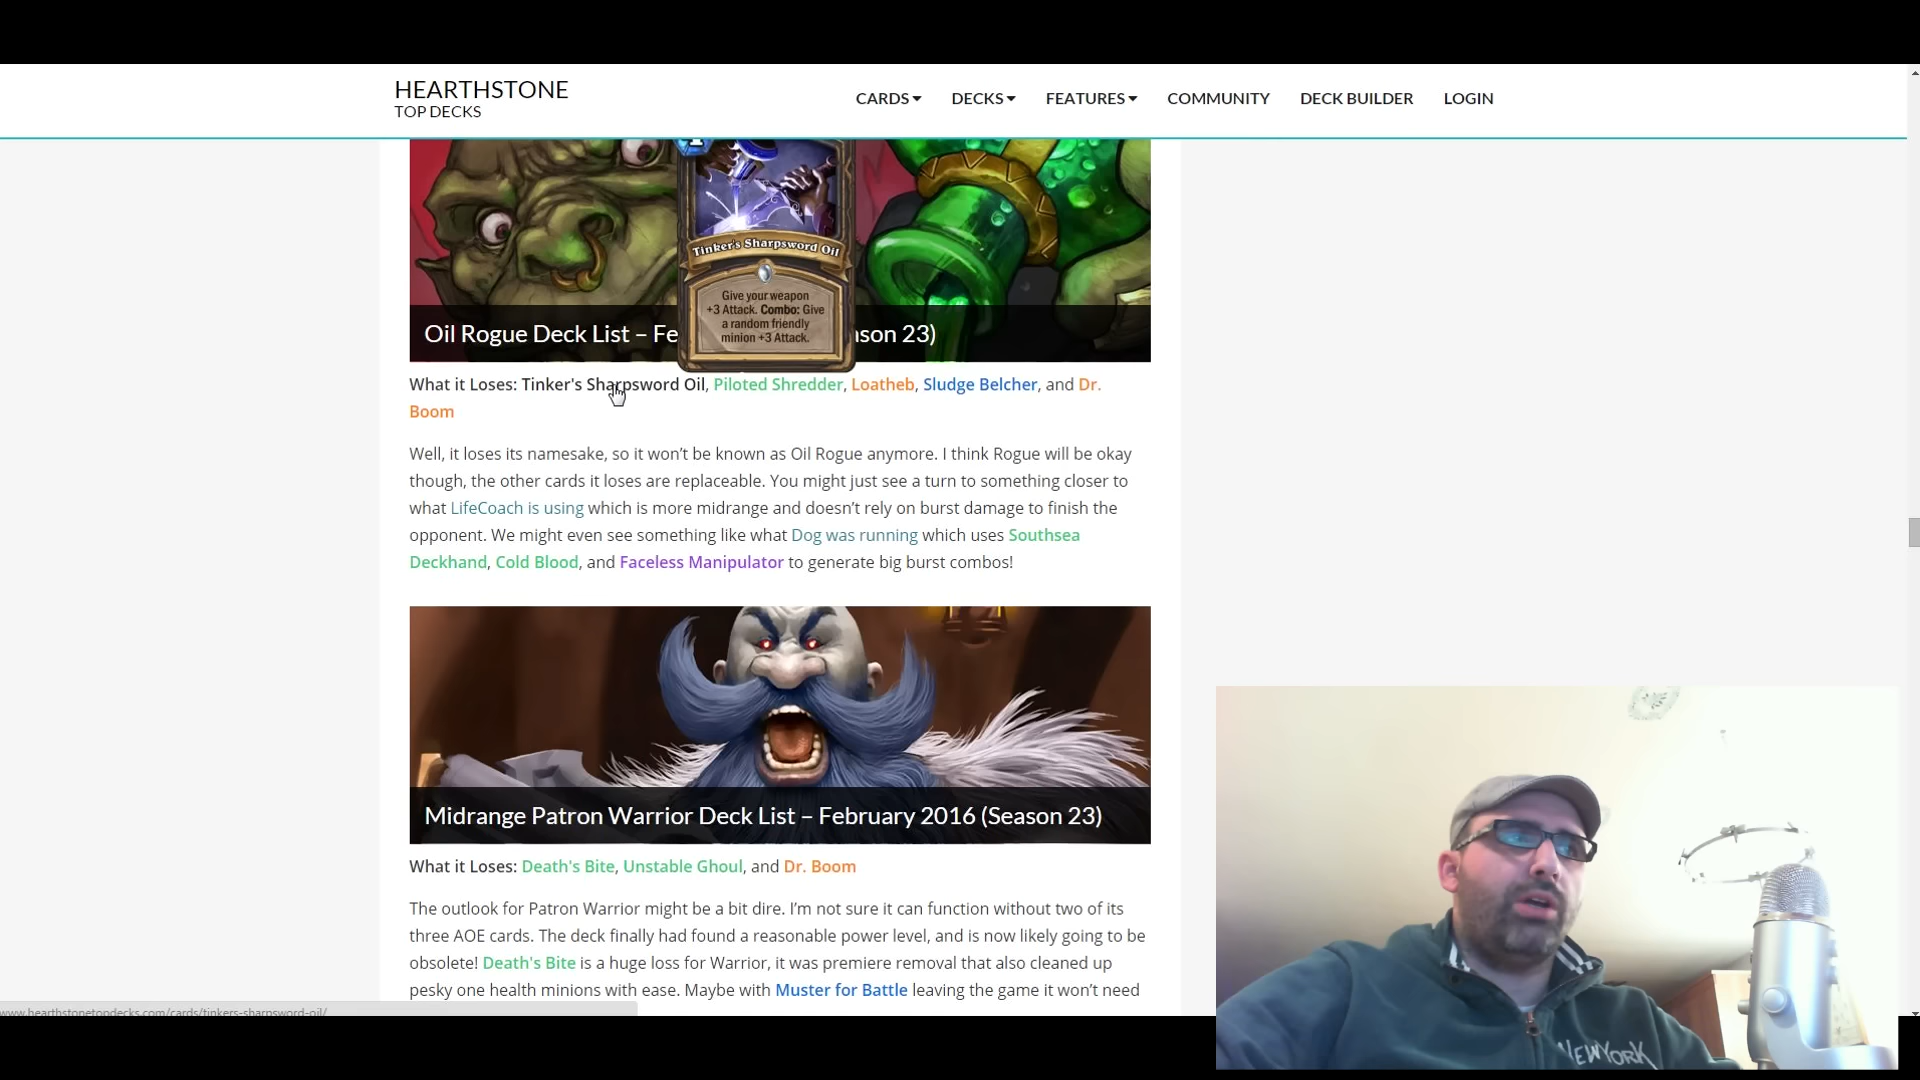 HEARTHSTONE
TOP DECKS
CARDS
DECKS
FEATURES
COMMUNITY
DECK BUILDER
LOGIN
Tinker's Sharpsword Oil
Give your weapon
+3 Attack. Combo: Give
a random friendly
minion +3 Attack.
Oil Rogue Deck List – Fe
son 23)
What it Loses: Tinker's Sharpsword Oil, Piloted Shredder, Loatheb, Sludge Belcher, and Dr.
Boom
Well, it loses its namesake, so it won't be known as Oil Rogue anymore. I think Rogue will be okay
though, the other cards it loses are replaceable. You might just see a turn to something closer to
what LifeCoach is using which is more midrange and doesn't rely on burst damage to finish the
opponent. We might even see something like what Dog was running which uses Southsea
Deckhand, Cold Blood, and Faceless Manipulator to generate big burst combos!
Midrange Patron Warrior Deck List – February 2016 (Season 23)
What it Loses: Death's Bite, Unstable Ghoul, and Dr. Boom
The outlook for Patron Warrior might be a bit dire. I'm not sure it can function without two of its
three AOE cards. The deck finally had found a reasonable power level, and is now likely going to be
obsolete! Death's Bite is a huge loss for Warrior, it was premiere removal that also cleaned up
pesky one health minions with ease. Maybe with Muster for Battle leaving the game it won't need
www.hearthstonetopdecks.com/cards/tinkers-sharpsword-oil/
NEWYORK